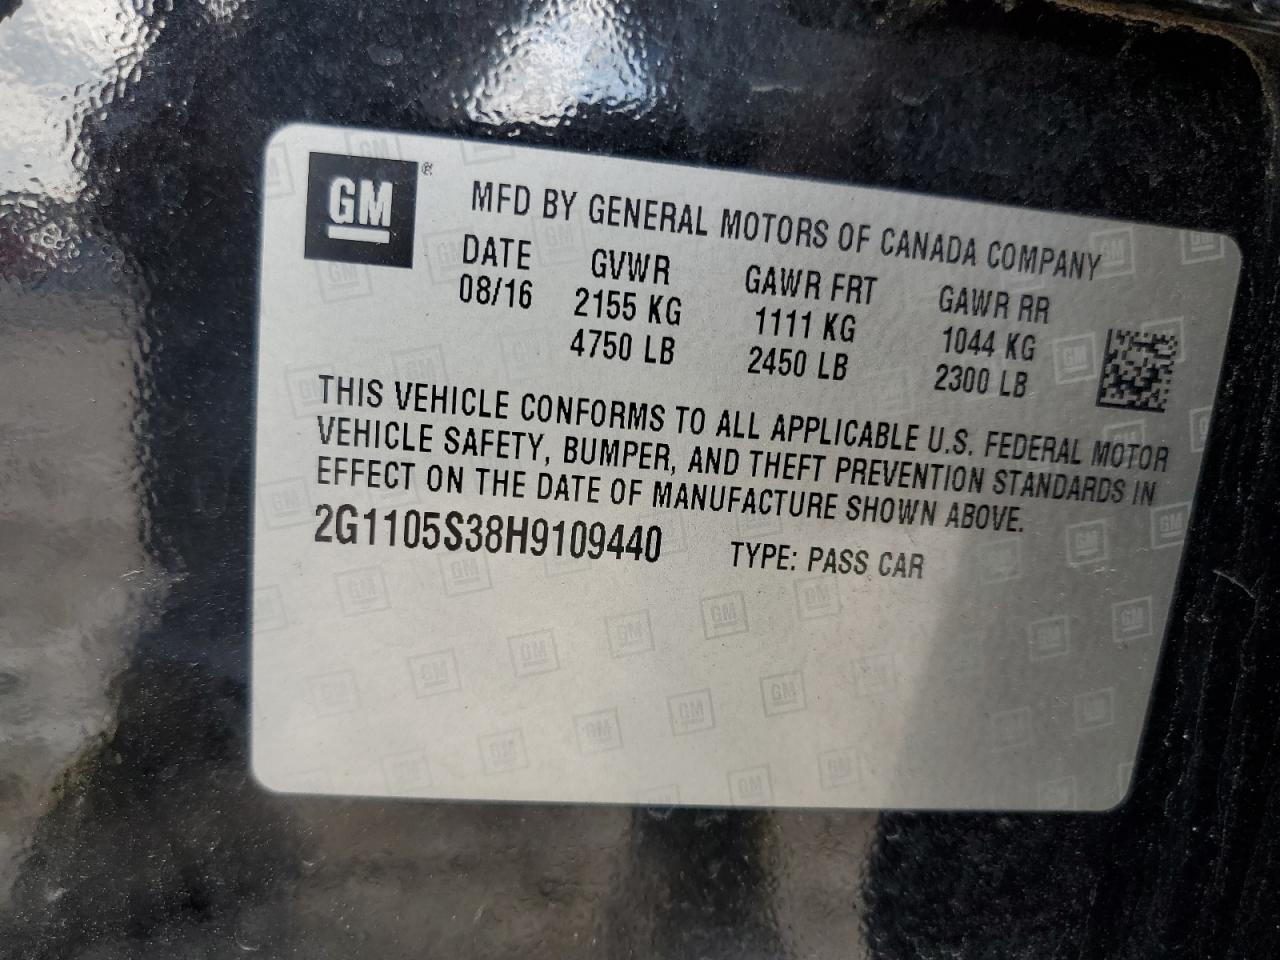 GM ®
MFD BY GENERAL MOTORS OF CANADA COMPANY
DATE GVWR GAWR FRT GAWR RR
08/16 2155 KG 1111 KG 1044 KG
4750 LB 2450 LB 2300 LB
THIS VEHICLE CONFORMS TO ALL APPLICABLE U.S. FEDERAL MOTOR
VEHICLE SAFETY, BUMPER, AND THEFT PREVENTION STANDARDS IN
EFFECT ON THE DATE OF MANUFACTURE SHOWN ABOVE.
2G1105S38H9109440 TYPE: PASS CAR